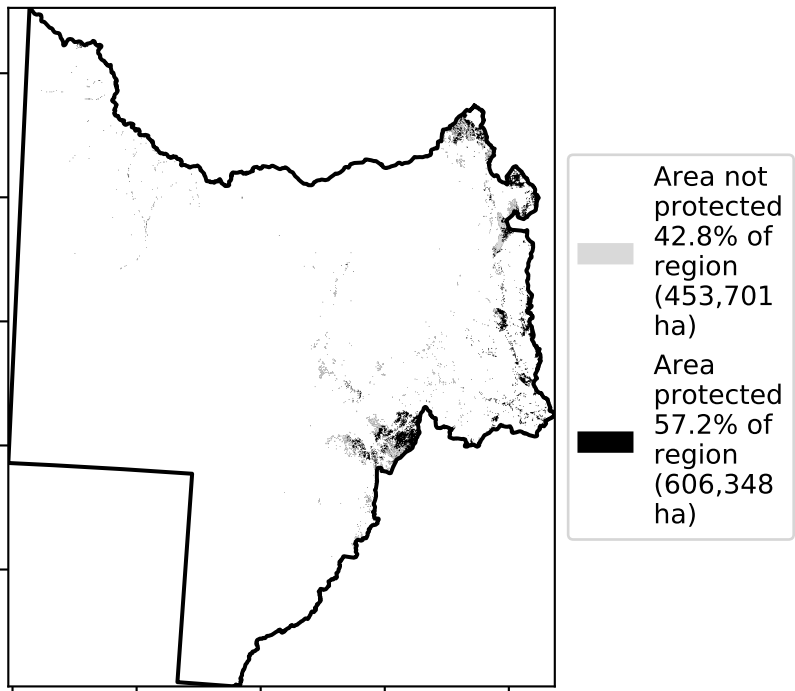 Area not
protected
42.8% of
region
(453,701
ha)
Area
protected
57.2% of
region
(606,348
ha)